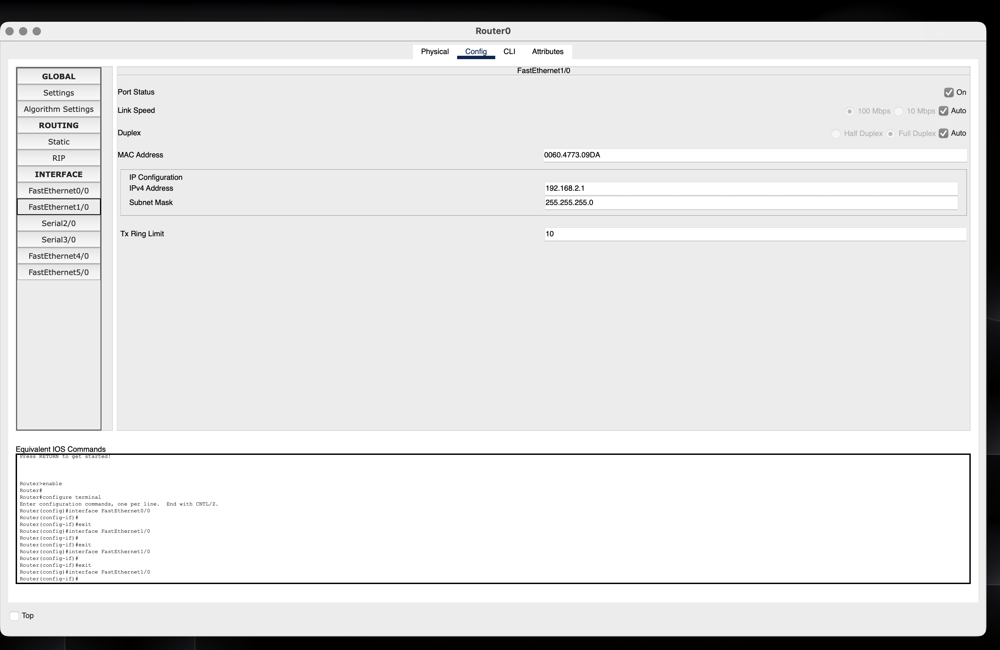 Router0
Physical Config CLI Attributes
GLOBAL
Settings
Algorithm Settings
ROUTING
Static
RIP
INTERFACE
FastEthernet0/0
FastEthernet1/0
Serial2/0
Serial3/0
FastEthernet4/0
FastEthernet5/0
FastEthernet1/0
Port Status On
Link Speed 100 Mbps 10 Mbps Auto
Duplex Half Duplex Full Duplex Auto
MAC Address 0060.4773.09DA
IP Configuration
IPv4 Address 192.168.2.1
Subnet Mask 255.255.255.0
Tx Ring Limit 10
Equivalent IOS Commands
Press RETURN to get started!
Router>enable
Router#
Router#configure terminal
Enter configuration commands, one per line.  End with CNTL/Z.
Router(config)#interface FastEthernet0/0
Router(config-if)#
Router(config-if)#exit
Router(config)#interface FastEthernet1/0
Router(config-if)#
Router(config-if)#exit
Router(config)#interface FastEthernet1/0
Router(config-if)#
Router(config-if)#exit
Router(config)#interface FastEthernet1/0
Router(config-if)#
Top